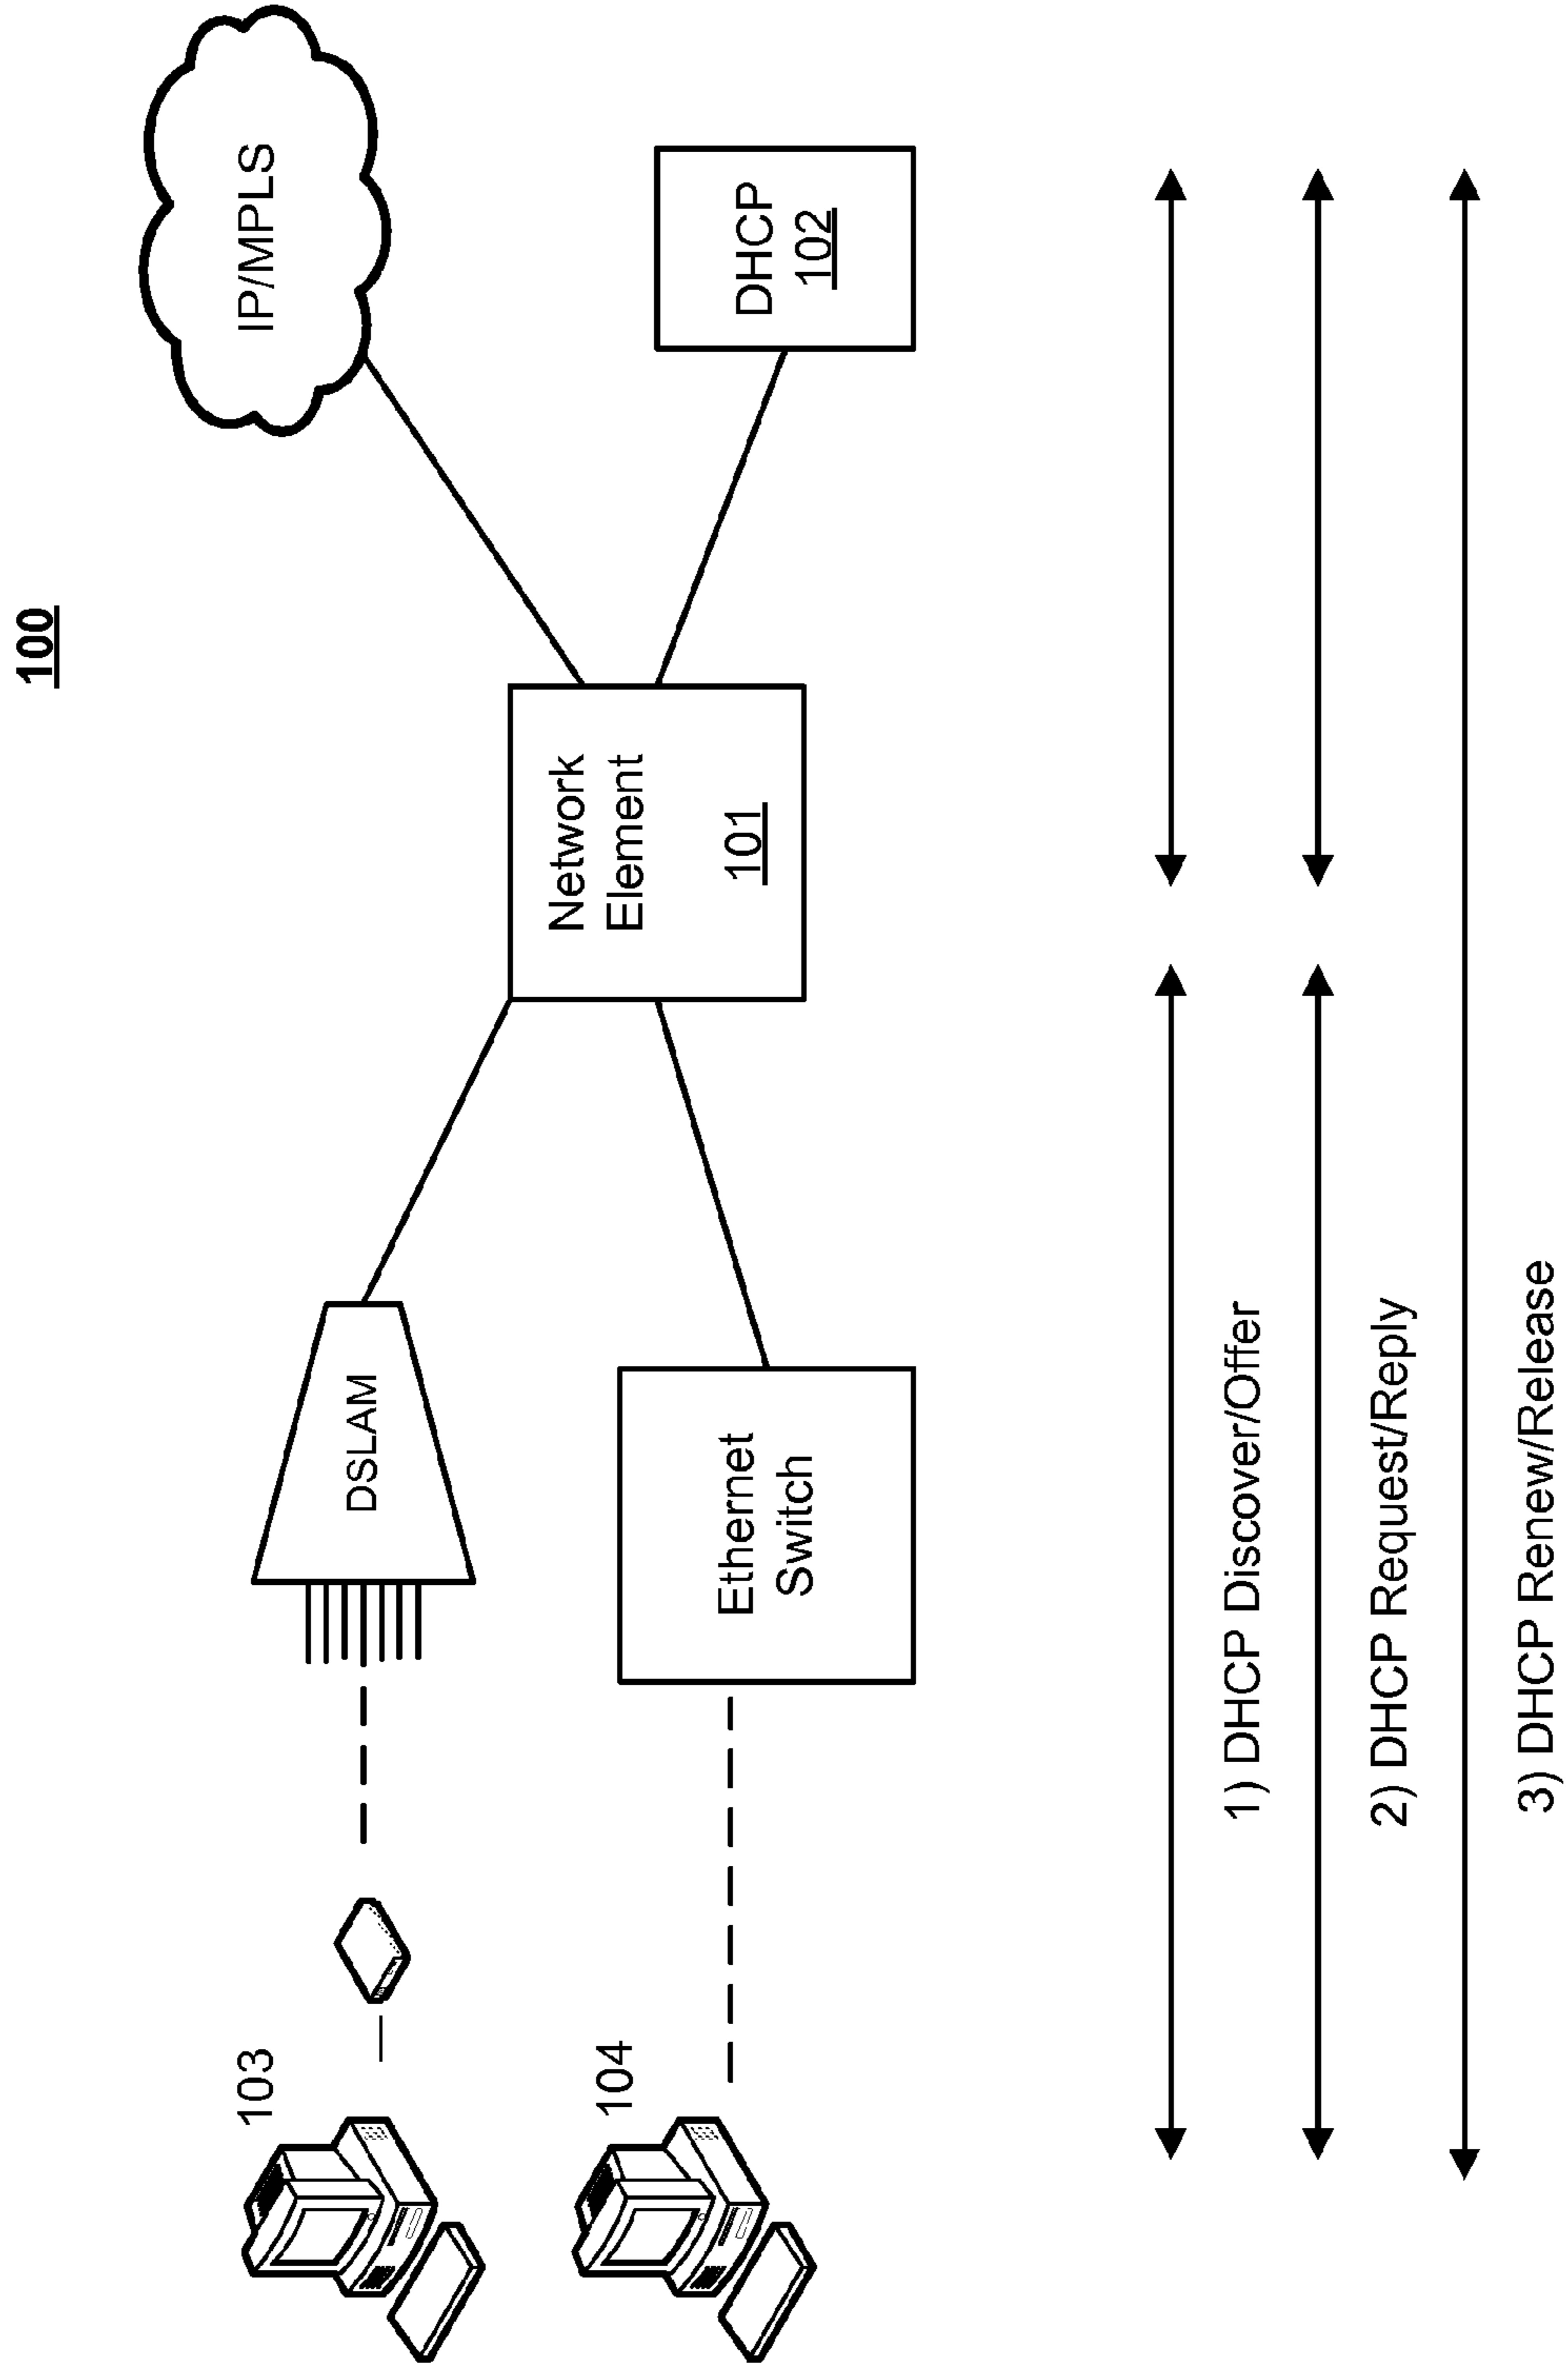 100
IP/MPLS
DHCP
102
Network
Element
101
DSLAM
Ethernet
Switch
103
104
1) DHCP Discover/Offer
2) DHCP Request/Reply
3) DHCP Renew/Release